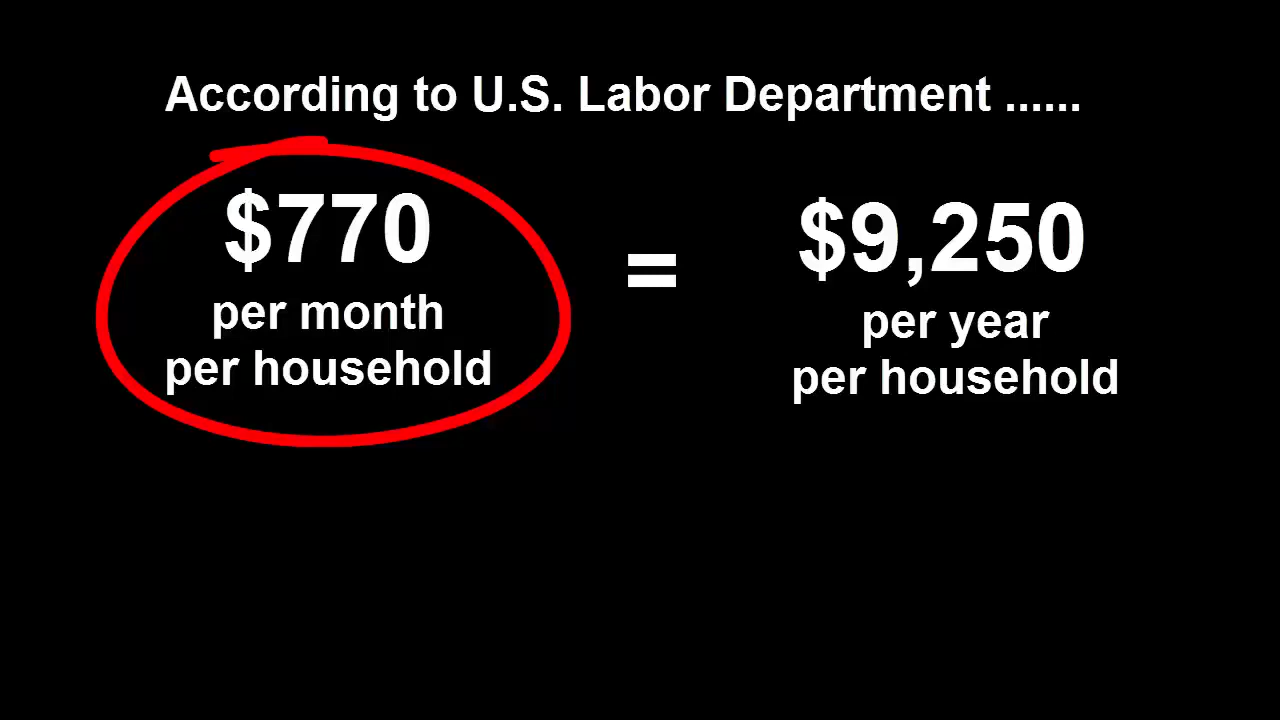 According to U.S. Labor Department ......
$770
per month
per household
=
$9,250
per year
per household